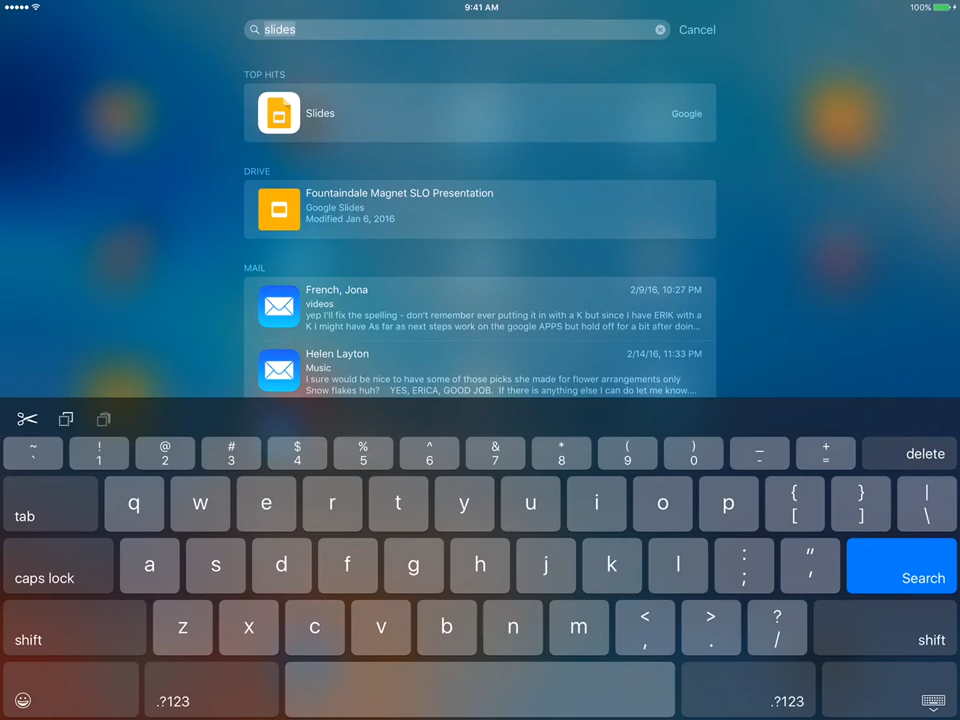 9:41 AM
100%
slides
Cancel
TOP HITS
Slides
Google
DRIVE
Fountaindale Magnet SLO Presentation
Google Slides
Modified Jan 6, 2016
MAIL
French, Jona
2/9/16, 10:27 PM
videos
yep I'll fix the spelling - don't remember ever putting it in with a K but since I have ERIK with a
K I might have As far as next steps work on the google APPS but hold off for a bit after doin...
Helen Layton
2/14/16, 11:33 PM
Music
I sure would be nice to have some of those picks she made for flower arrangements only
Snow flakes huh? YES, ERICA, GOOD JOB. If there is anything else I can do let me know....
~ ! @ # $ % ^ & * ( ) _ +
` 1 2 3 4 5 6 7 8 9 0 - = delete
tab q w e r t y u i o p { } |
[ ] \
caps lock a s d f g h j k l : "
; ' Search
shift z x c v b n m < > ? shift
, . /
.?123 .?123